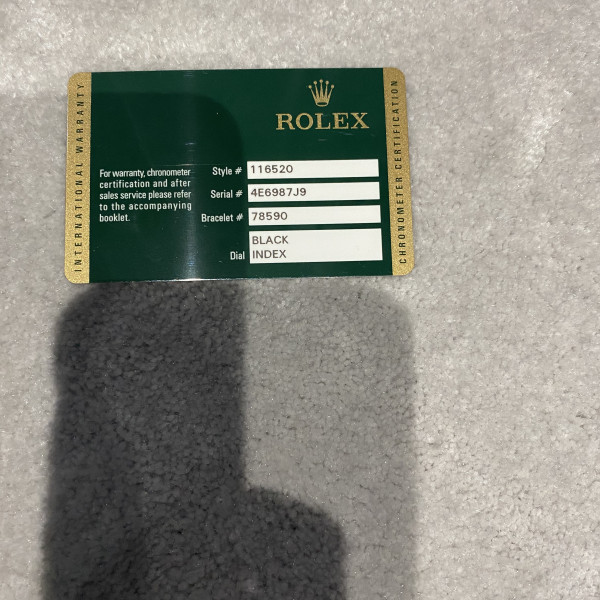 INTERNATIONAL WARRANTY
ROLEX
For warranty, chronometer
certification and after
sales service please refer
to the accompanying
booklet.
Style # 116520
Serial # 4E6987J9
Bracelet # 78590
BLACK
Dial INDEX
CHRONOMETER CERTIFICATION